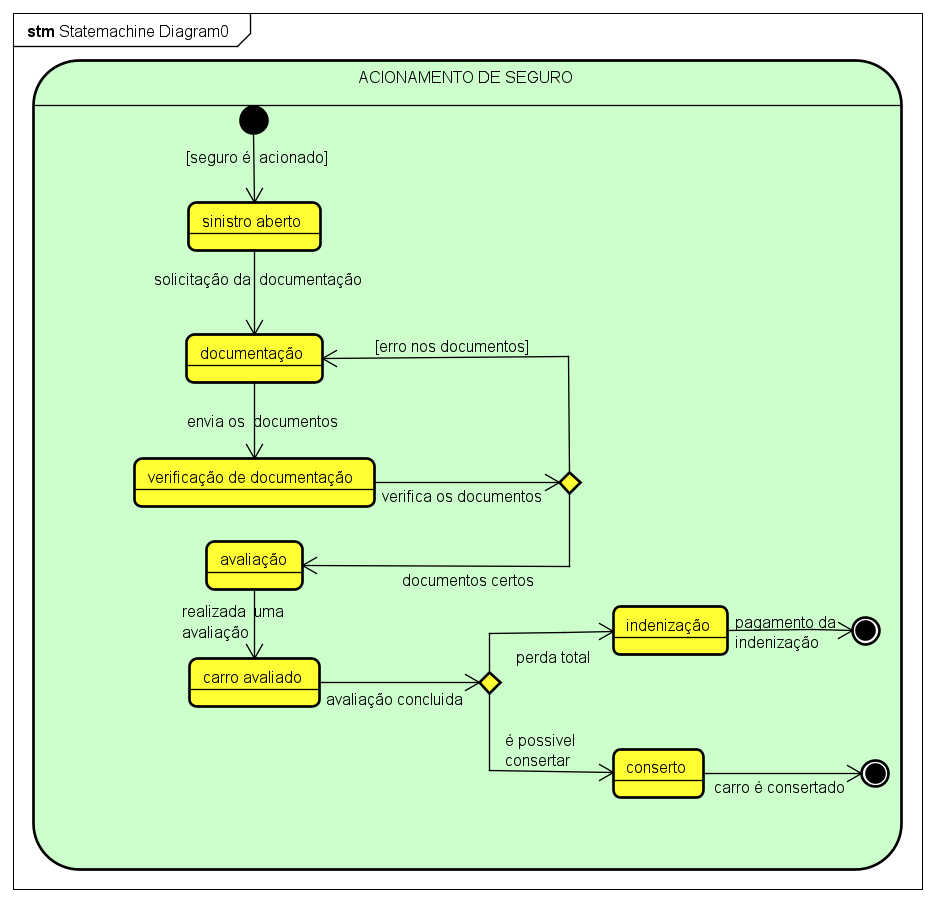 stm Statemachine Diagram0
ACIONAMENTO DE SEGURO
[seguro é acionado]
sinistro aberto
solicitação da documentação
[erro nos documentos]
documentação
envia os documentos
verificação de documentação
verifica os documentos
avaliação
documentos certos
realizada uma
avaliação
indenização
pagamento da
indenização
perda total
carro avaliado
avaliação concluida
é possivel
consertar
conserto
carro é consertado